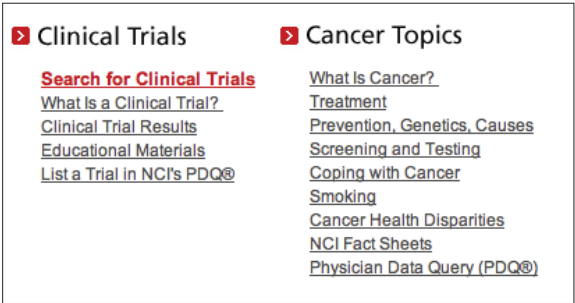 Clinical Trials
Search for Clinical Trials
What Is a Clinical Trial?
Clinical Trial Results
Educational Materials
List a Trial in NCI's PDQ®
Cancer Topics
What Is Cancer?
Treatment
Prevention, Genetics, Causes
Screening and Testing
Coping with Cancer
Smoking
Cancer Health Disparities
NCI Fact Sheets
Physician Data Query (PDQ®)